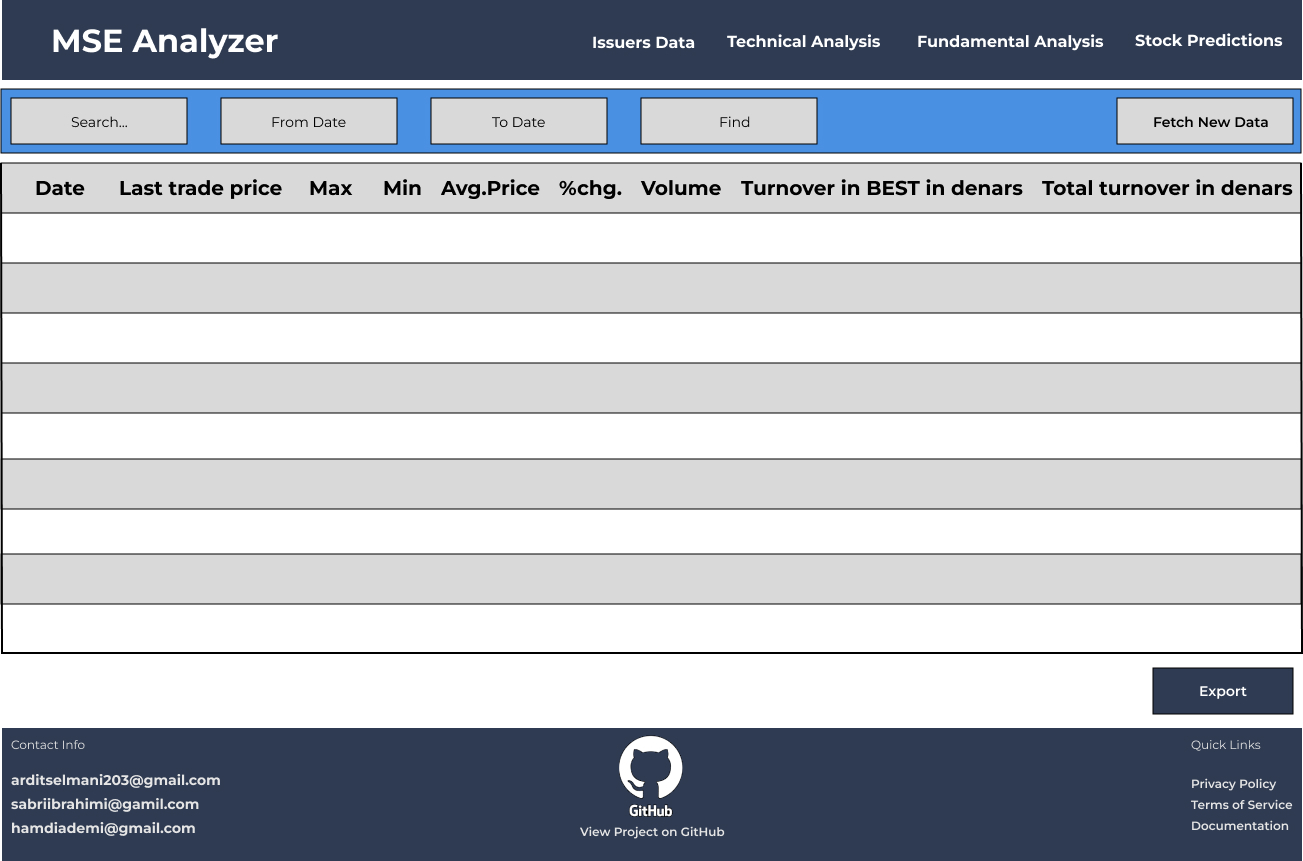 MSE Analyzer
Issuers Data
Technical Analysis
Fundamental Analysis
Stock Predictions
Search...
From Date
To Date
Find
Fetch New Data
Date Last trade price Max Min Avg.Price %chg. Volume Turnover in BEST in denars Total turnover in denars
Export
Contact Info
arditselmani203@gmail.com
sabriibrahimi@gamil.com
hamdiademi@gmail.com
GitHub
View Project on GitHub
Quick Links
Privacy Policy
Terms of Service
Documentation